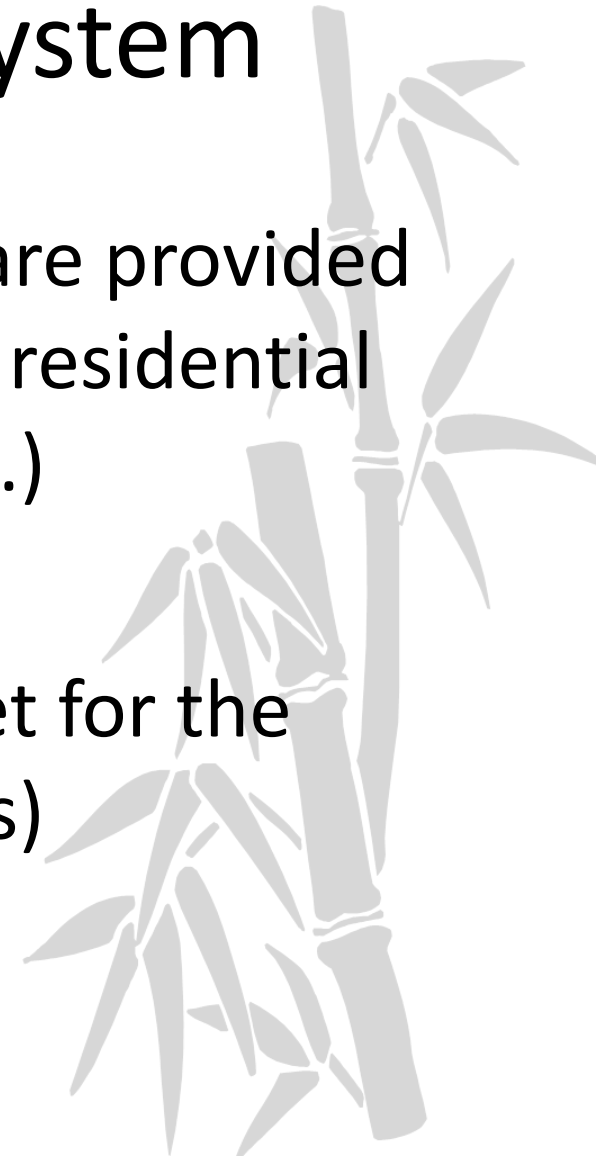 ystem
are provided
residential
.)
et for the
s)